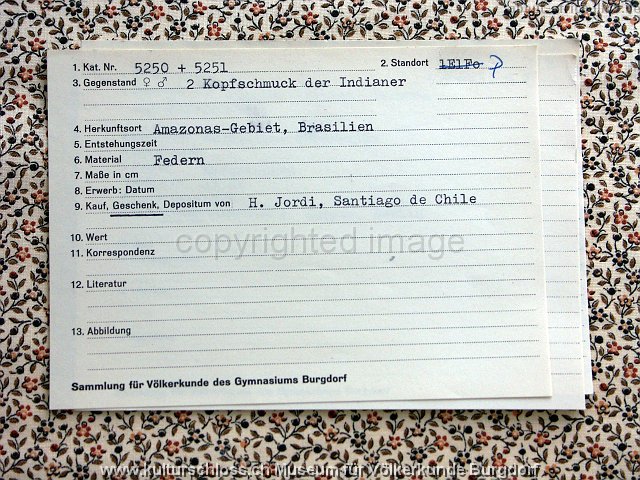 1. Kat. Nr. 5250 + 5251 2. Standort 1E1Fo P
3. Gegenstand ♀ ♂ 2 Kopfschmuck der Indianer
4. Herkunftsort Amazonas-Gebiet, Brasilien
5. Entstehungszeit
6. Material Federn
7. Maße in cm
8. Erwerb: Datum
9. Kauf, Geschenk, Depositum von H. Jordi, Santiago de Chile
10. Wert
copyrighted image
11. Korrespondenz
12. Literatur
13. Abbildung
Sammlung für Völkerkunde des Gymnasiums Burgdorf
www.kulturschloss.ch Museum für Völkerkunde Burgdorf